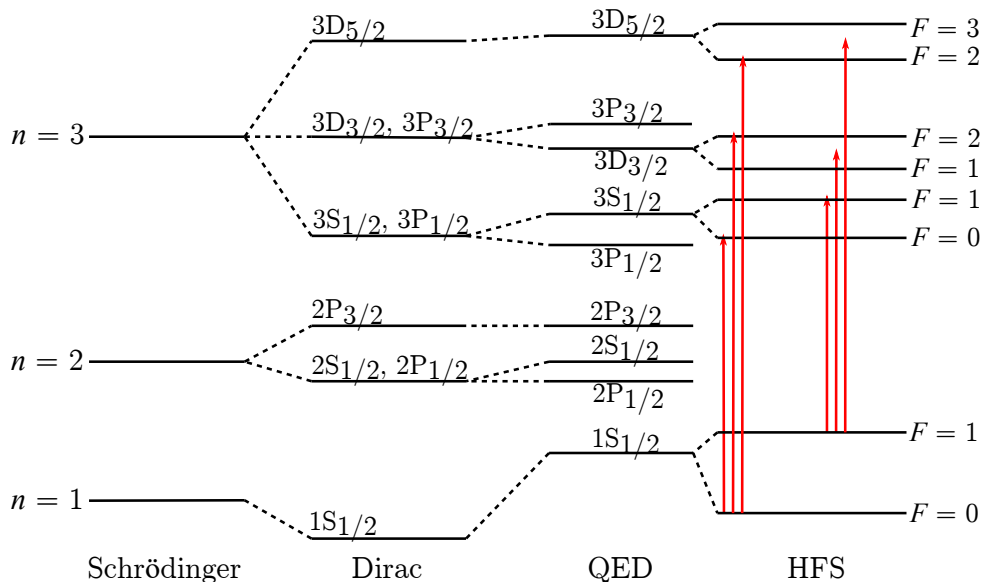 3D5/2 3D5/2 F = 3
F = 2
3P3/2
n = 3 3D3/2, 3P3/2 F = 2
3D3/2 F = 1
3S1/2 F = 1
3S1/2, 3P1/2 F = 0
3P1/2
2P3/2 2P3/2
2S1/2
n = 2 2S1/2, 2P1/2
2P1/2
1S1/2 F = 1
n = 1
1S1/2 F = 0
Schrödinger Dirac QED HFS